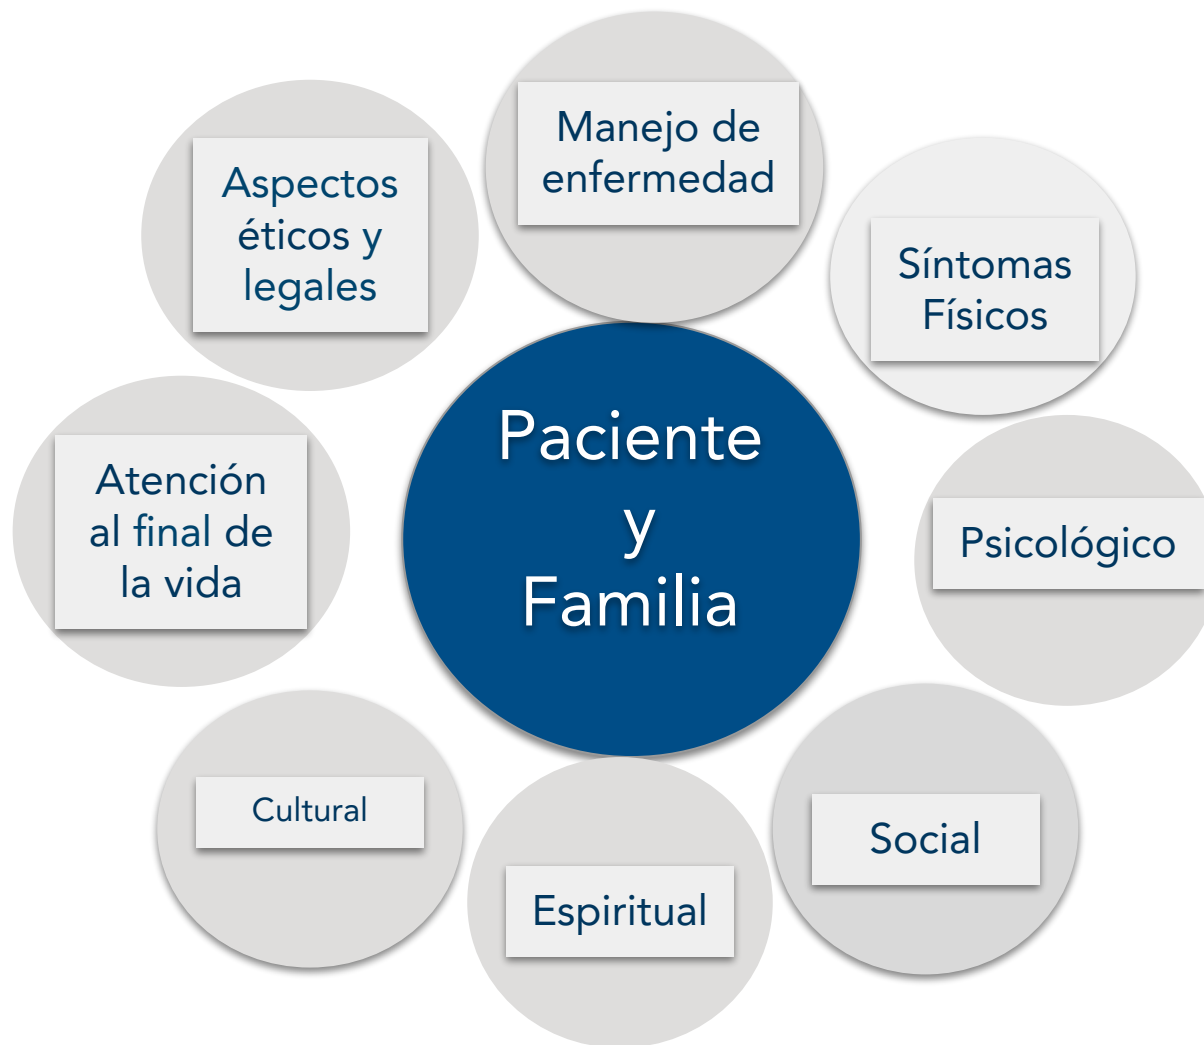 Manejo de
enfermedad
Aspectos
éticos y
legales
Síntomas
Físicos
Paciente
y
Familia
Atención
al final de
la vida
Psicológico
Cultural
Social
Espiritual